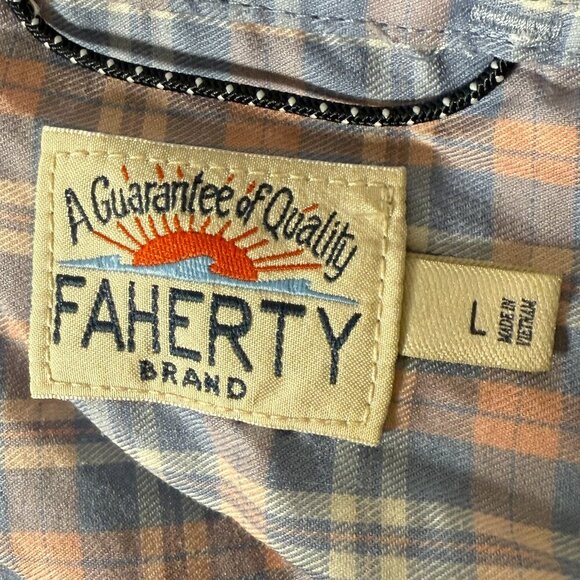 A Guarantee of Quality
FAHERTY
BRAND
L
MADE IN
VIETNAM